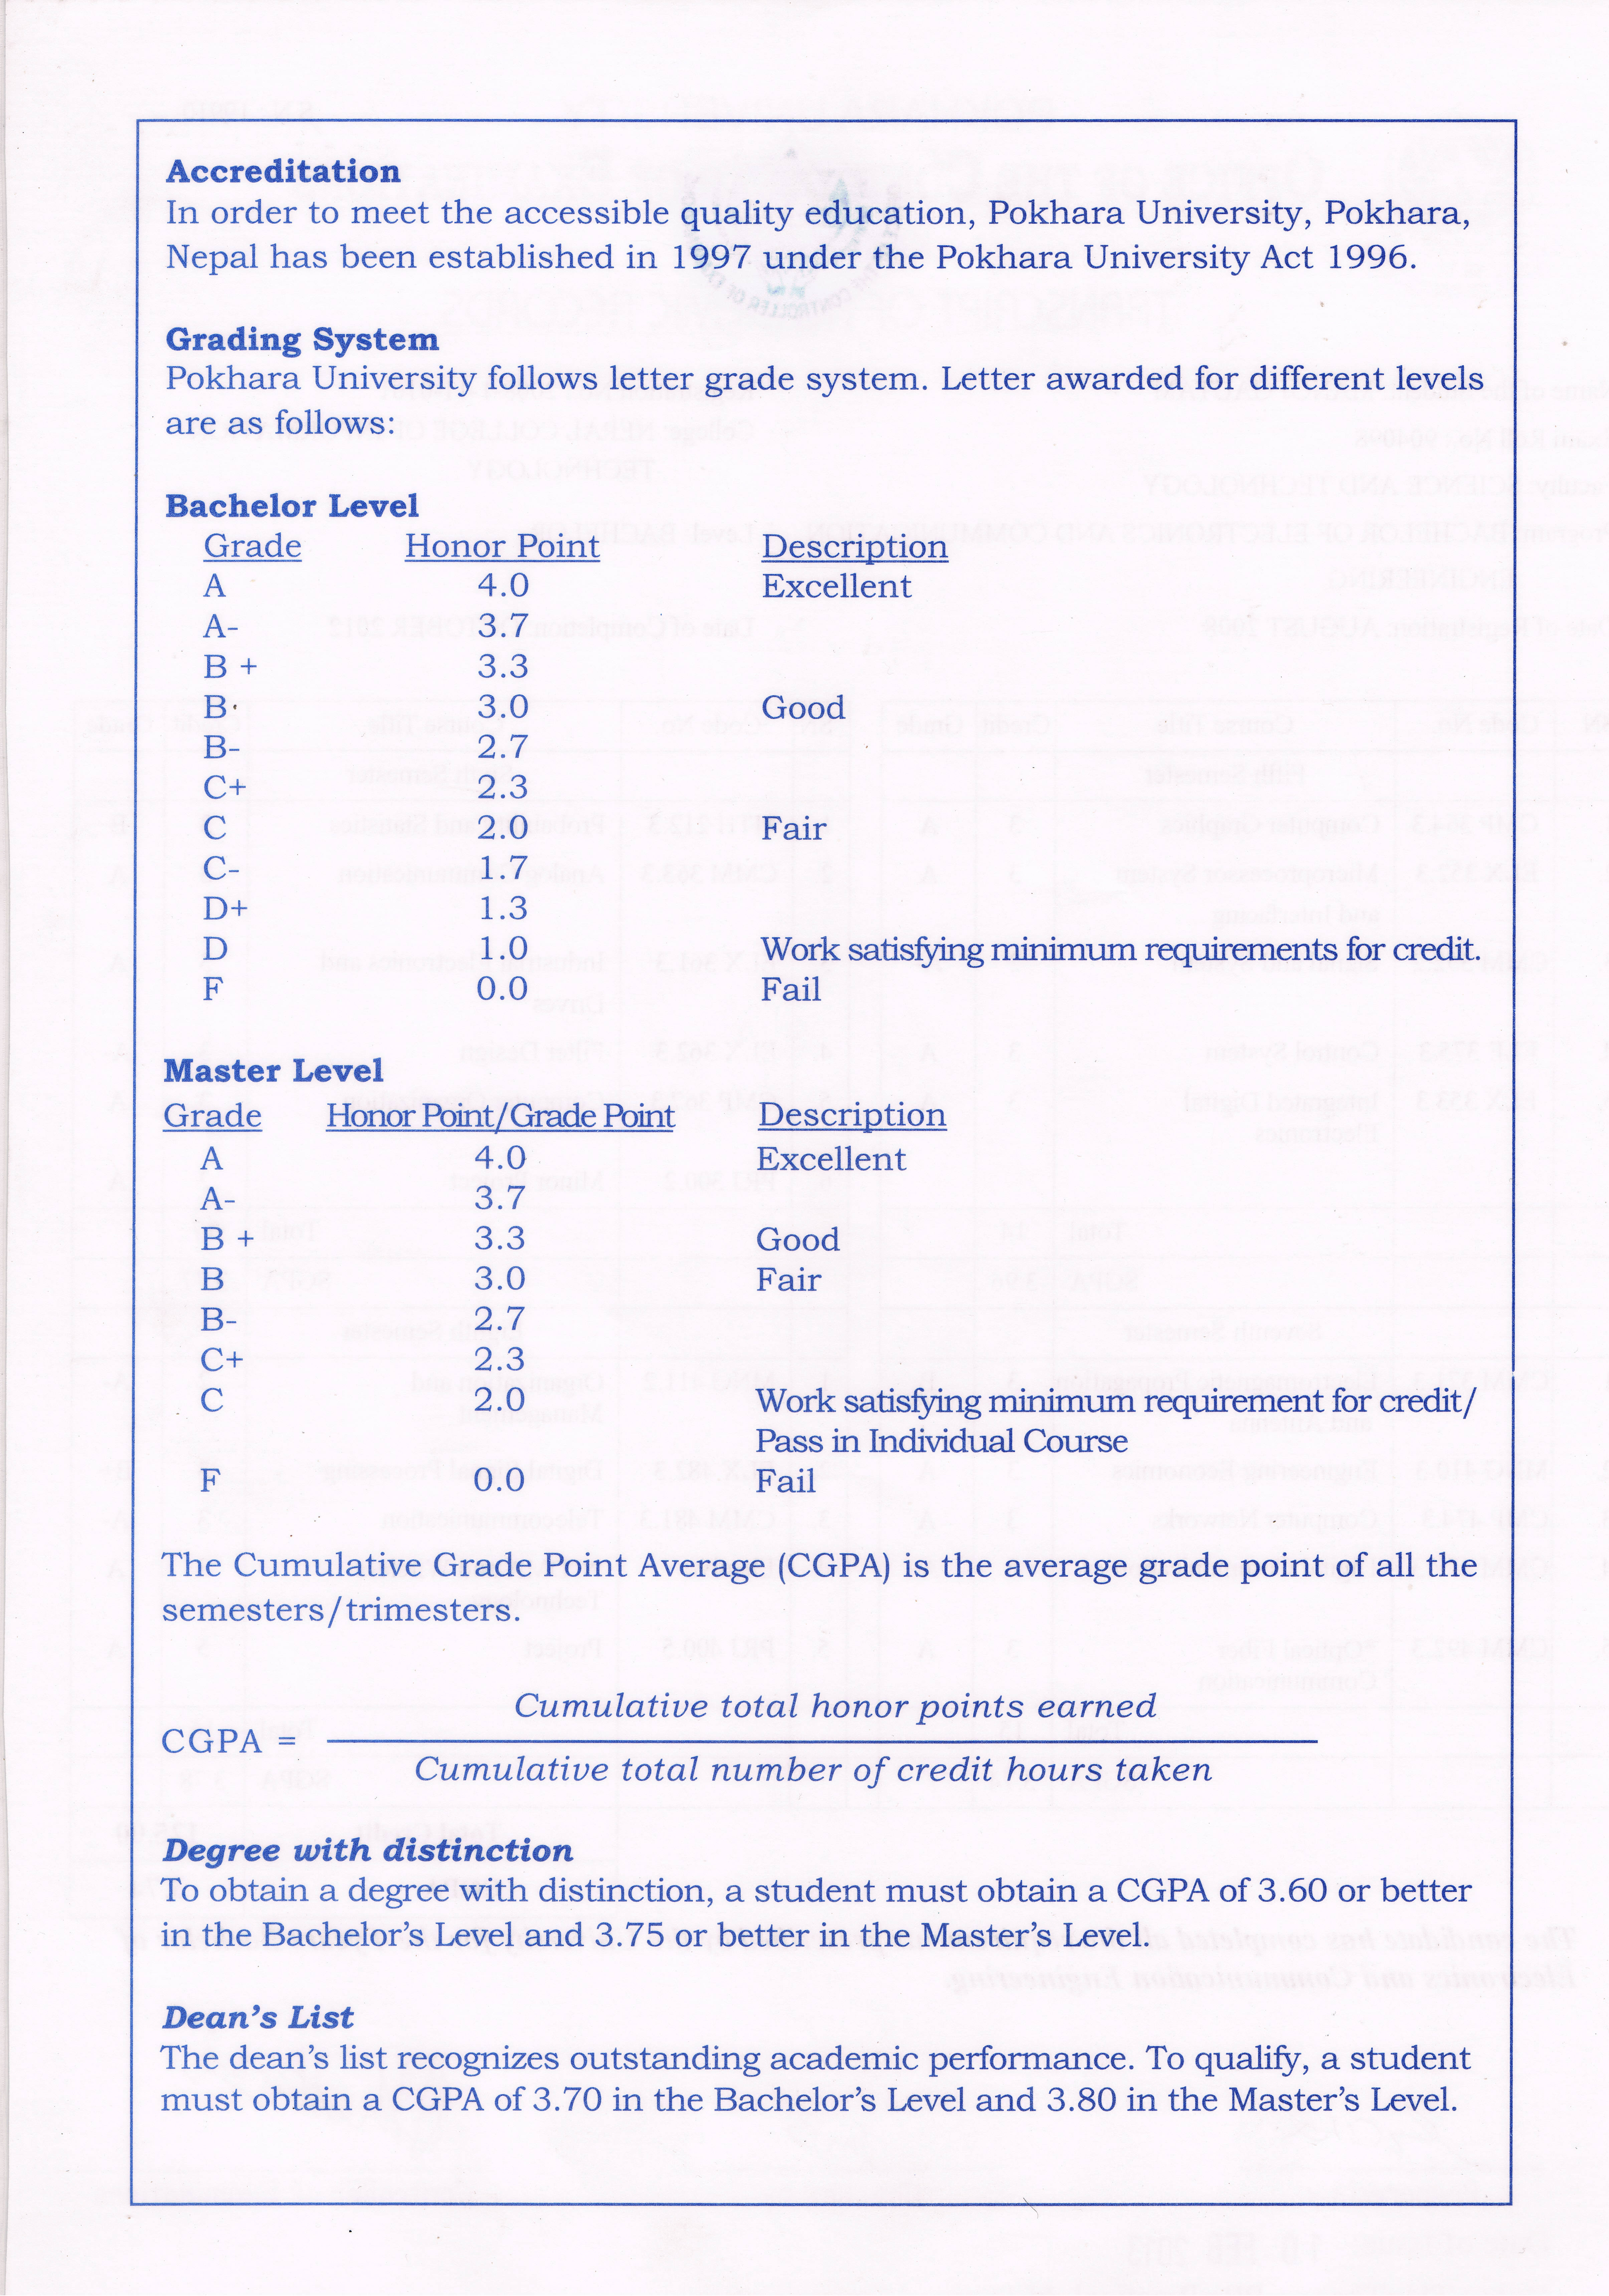 Accreditation
In order to meet the accessible quality education, Pokhara University, Pokhara,
Nepal has been established in 1997 under the Pokhara University Act 1996.
Grading System
Pokhara University follows letter grade system. Letter awarded for different levels
are as follows:
Bachelor Level
Grade Honor Point Description
A 4.0 Excellent
A- 3.7
B + 3.3
B 3.0 Good
B- 2.7
C+ 2.3
C 2.0 Fair
C- 1.7
D+ 1.3
D 1.0 Work satisfying minimum requirements for credit.
F 0.0 Fail
Master Level
Grade Honor Point/Grade Point Description
A 4.0 Excellent
A- 3.7
B + 3.3 Good
B 3.0 Fair
B- 2.7
C+ 2.3
C 2.0 Work satisfying minimum requirement for credit/
Pass in Individual Course
F 0.0 Fail
The Cumulative Grade Point Average (CGPA) is the average grade point of all the
semesters/trimesters.
Cumulative total honor points earned
CGPA =
Cumulative total number of credit hours taken
Degree with distinction
To obtain a degree with distinction, a student must obtain a CGPA of 3.60 or better
in the Bachelor's Level and 3.75 or better in the Master's Level.
Dean's List
The dean's list recognizes outstanding academic performance. To qualify, a student
must obtain a CGPA of 3.70 in the Bachelor's Level and 3.80 in the Master's Level.